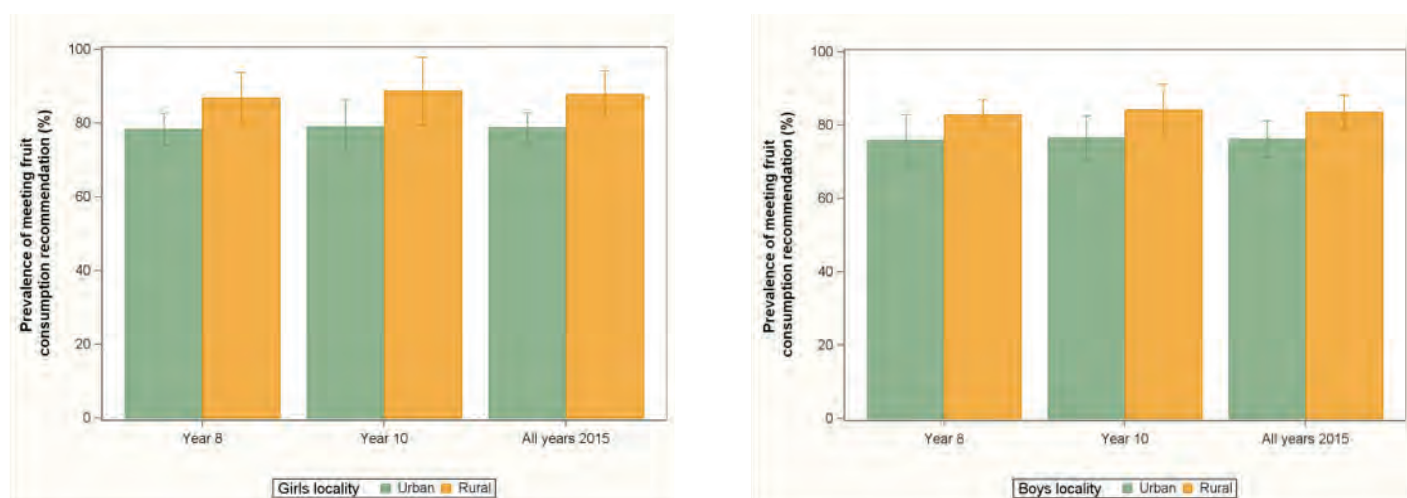 100
80
60
40
20
0
Prevalence of meeting fruit
consumption recommendation (%)
Year 8
Year 10
All years 2015
Girls locality
Urban
Rural
100
80
60
40
20
0
Prevalence of meeting fruit
consumption recommendation (%)
Year 8
Year 10
All years 2015
Boys locality
Urban
Rural